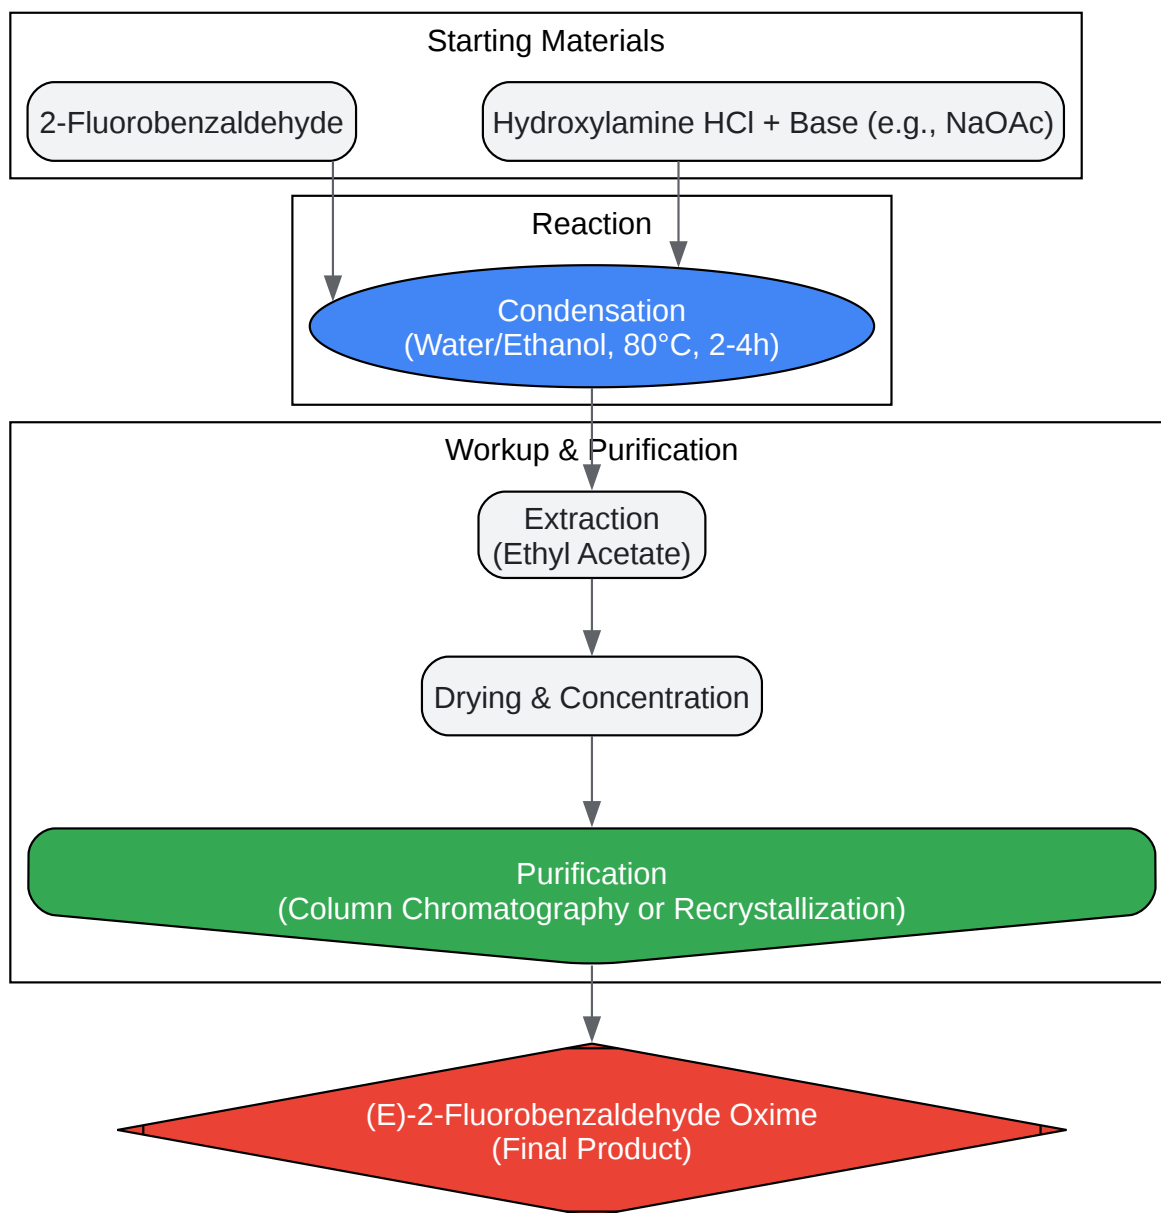 Starting Materials
2-Fluorobenzaldehyde
Hydroxylamine HCl + Base (e.g., NaOAc)
Reaction
Condensation
(Water/Ethanol, 80°C, 2-4h)
Workup & Purification
Extraction
(Ethyl Acetate)
Drying & Concentration
Purification
(Column Chromatography or Recrystallization)
(E)-2-Fluorobenzaldehyde Oxime
(Final Product)